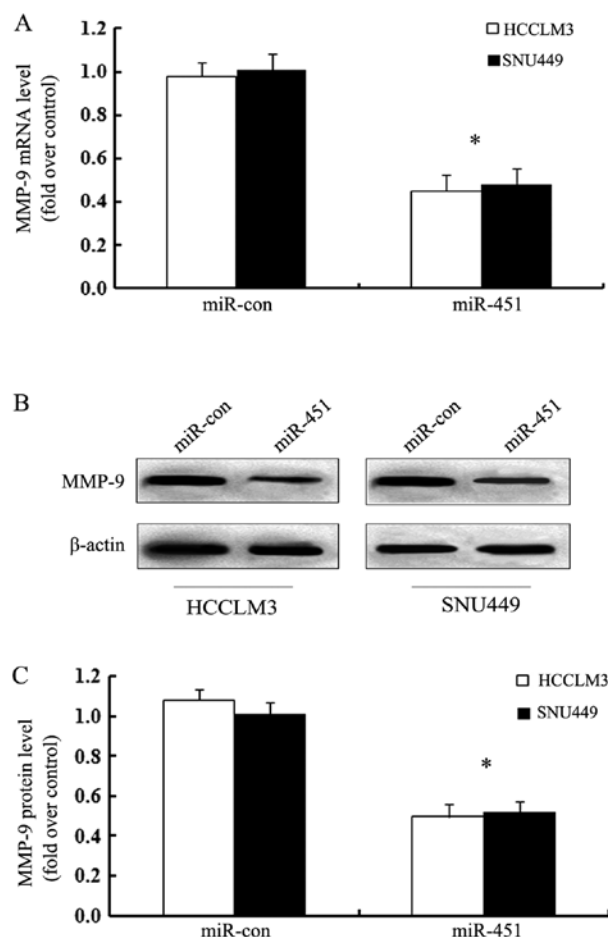 A
MMP-9 mRNA level
(fold over control)
1.2
1.0
0.8
0.6
0.4
0.2
0.0
HCCLM3
SNU449
*
miR-con
miR-451
B
miR-con
miR-451
miR-con
miR-451
MMP-9
β-actin
HCCLM3
SNU449
C
MMP-9 protein level
(fold over control)
1.2
1.0
0.8
0.6
0.4
0.2
0.0
HCCLM3
SNU449
*
miR-con
miR-451